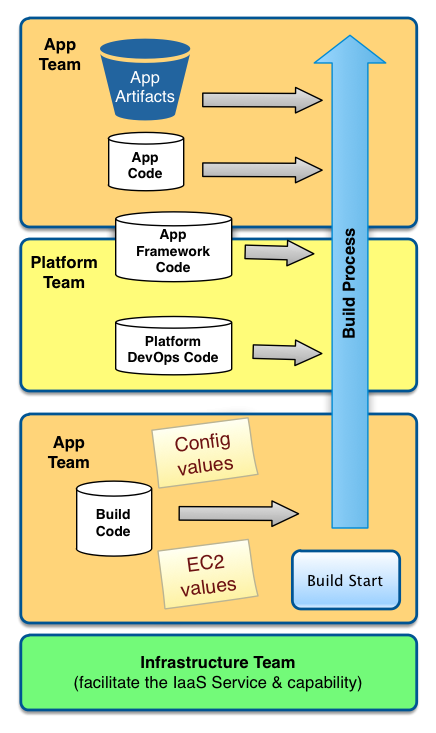 App
Team
App
Artifacts
App
Code
App
Framework
Code
Platform
Team
Platform
DevOps Code
Build Process
App
Team
Config
values
Build
Code
EC2
values
Build Start
Infrastructure Team
(facilitate the IaaS Service & capability)